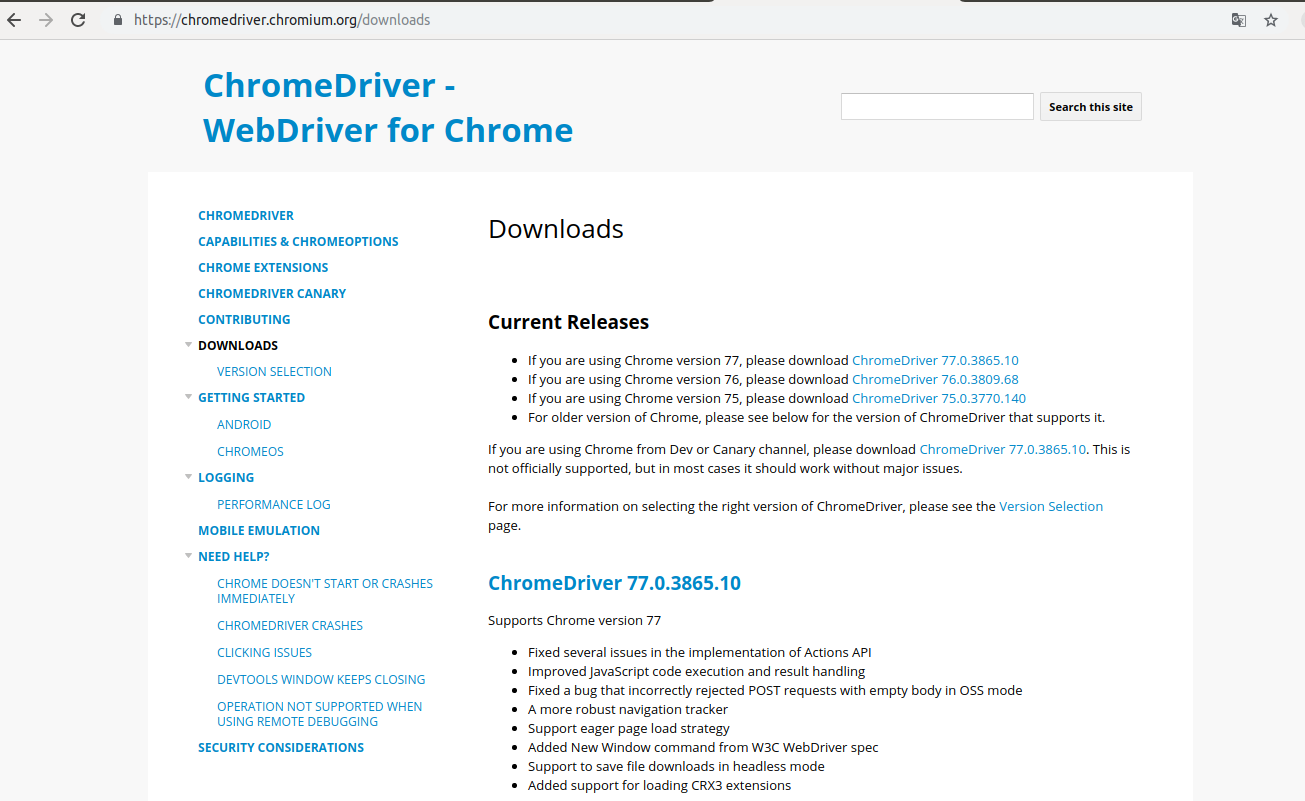 https://chromedriver.chromium.org/downloads
ChromeDriver -
WebDriver for Chrome
Search this site
CHROMEDRIVER
CAPABILITIES & CHROMEOPTIONS
CHROME EXTENSIONS
CHROMEDRIVER CANARY
CONTRIBUTING
DOWNLOADS
VERSION SELECTION
GETTING STARTED
ANDROID
CHROMEOS
LOGGING
PERFORMANCE LOG
MOBILE EMULATION
NEED HELP?
CHROME DOESN'T START OR CRASHES
IMMEDIATELY
CHROMEDRIVER CRASHES
CLICKING ISSUES
DEVTOOLS WINDOW KEEPS CLOSING
OPERATION NOT SUPPORTED WHEN
USING REMOTE DEBUGGING
SECURITY CONSIDERATIONS
Downloads
Current Releases
• If you are using Chrome version 77, please download ChromeDriver 77.0.3865.10
• If you are using Chrome version 76, please download ChromeDriver 76.0.3809.68
• If you are using Chrome version 75, please download ChromeDriver 75.0.3770.140
• For older version of Chrome, please see below for the version of ChromeDriver that supports it.
If you are using Chrome from Dev or Canary channel, please download ChromeDriver 77.0.3865.10. This is
not officially supported, but in most cases it should work without major issues.
For more information on selecting the right version of ChromeDriver, please see the Version Selection
page.
ChromeDriver 77.0.3865.10
Supports Chrome version 77
• Fixed several issues in the implementation of Actions API
• Improved JavaScript code execution and result handling
• Fixed a bug that incorrectly rejected POST requests with empty body in OSS mode
• A more robust navigation tracker
• Support eager page load strategy
• Added New Window command from W3C WebDriver spec
• Support to save file downloads in headless mode
• Added support for loading CRX3 extensions